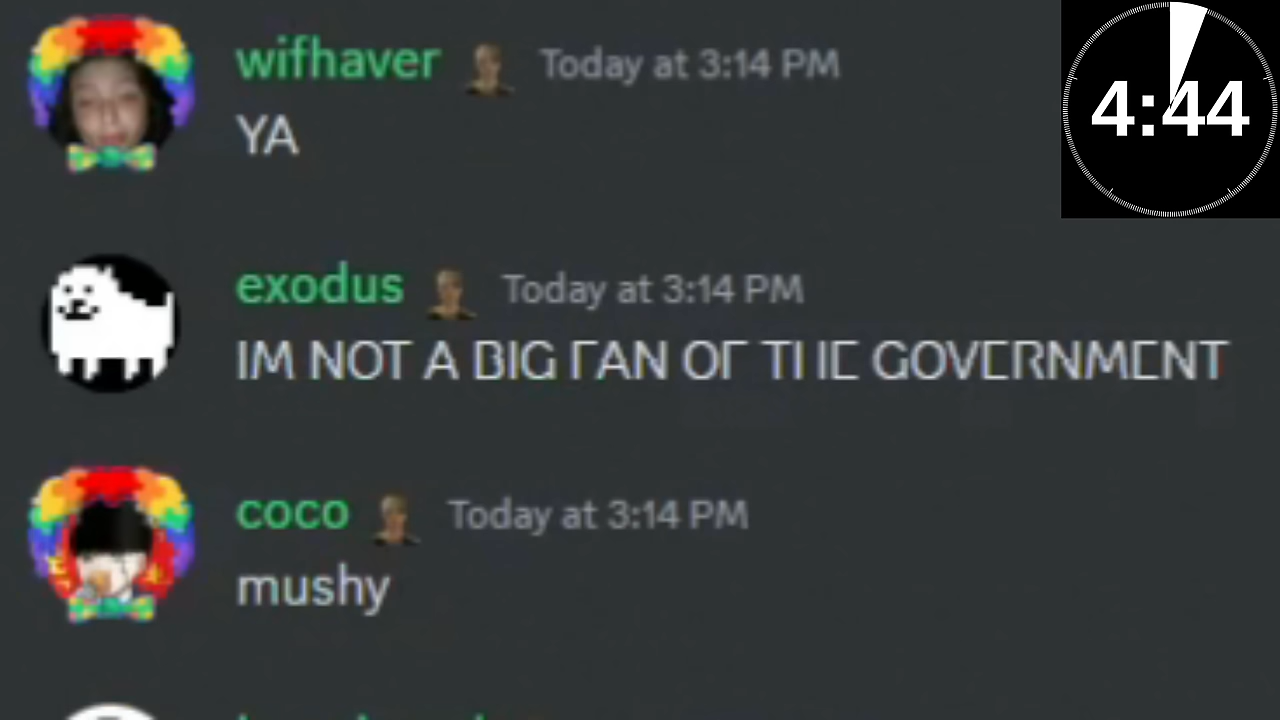 wifhaver Today at 3:14 PM
4:44
YA
exodus Today at 3:14 PM
IM NOT A BIG FAN OF THE GOVERNMENT
coco Today at 3:14 PM
mushy